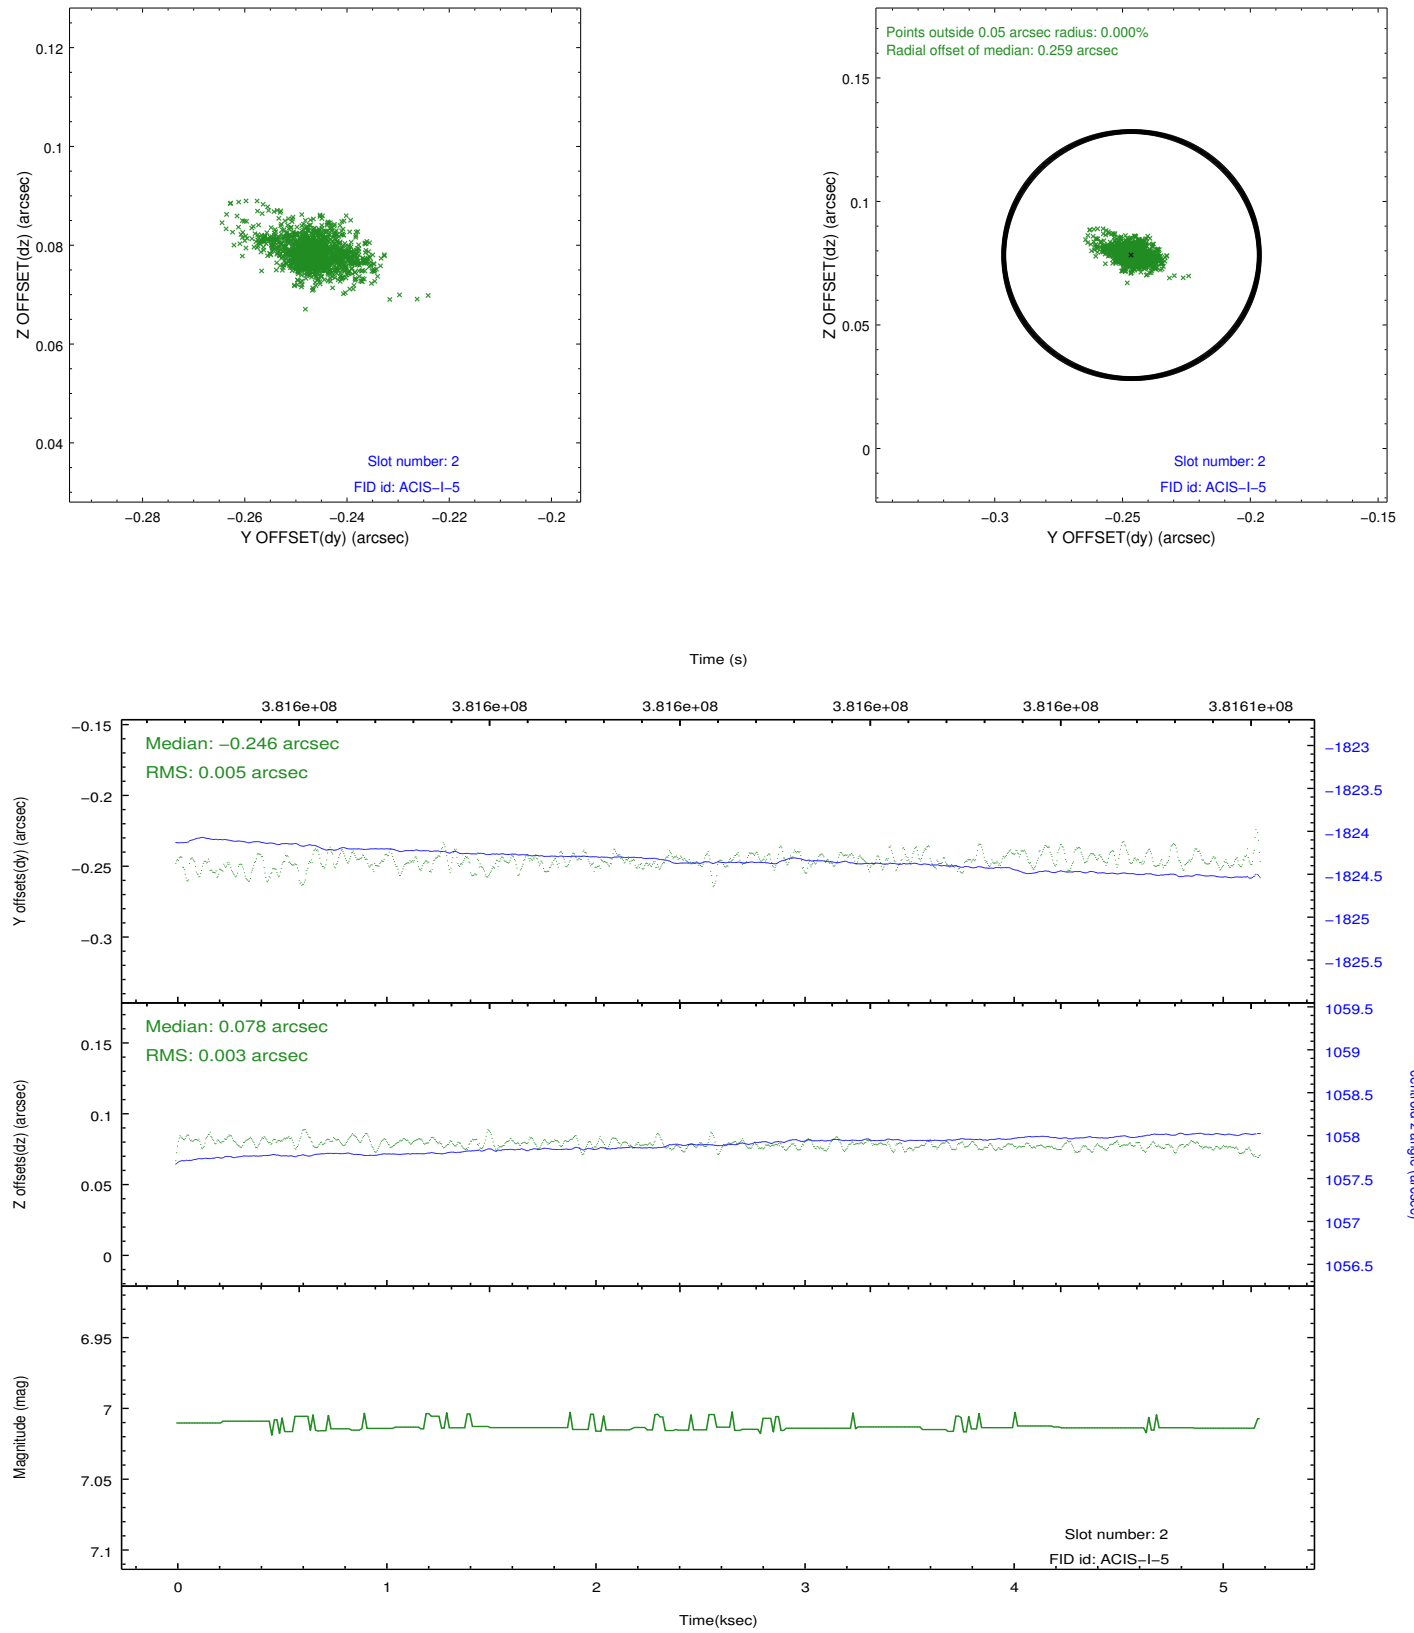 0.12
0.1
0.08
0.06
0.04
Z OFFSET(dz) (arcsec)
Slot number: 2
FID id: ACIS−I−5
−0.28
−0.26
−0.24
−0.22
−0.2
Y OFFSET(dy) (arcsec)
Points outside 0.05 arcsec radius: 0.000%
Radial offset of median: 0.259 arcsec
0.15
0.1
0.05
0
Z OFFSET(dz) (arcsec)
Slot number: 2
FID id: ACIS−I−5
−0.3
−0.25
−0.2
−0.15
Y OFFSET(dy) (arcsec)
Time (s)
3.816e+08
3.816e+08
3.816e+08
3.816e+08
3.816e+08
3.8161e+08
Median: −0.246 arcsec
RMS: 0.005 arcsec
−0.15
−0.2
−0.25
−0.3
Y offsets(dy) (arcsec)
−1823
−1823.5
−1824
−1824.5
−1825
−1825.5
Median: 0.078 arcsec
RMS: 0.003 arcsec
0.15
0.1
0.05
0
Z offsets(dz) (arcsec)
1059.5
1059
1058.5
1058
1057.5
1057
1056.5
angle (arcsec)
6.95
7
7.05
7.1
Magnitude (mag)
Slot number: 2
FID id: ACIS−I−5
0
1
2
3
4
5
Time(ksec)